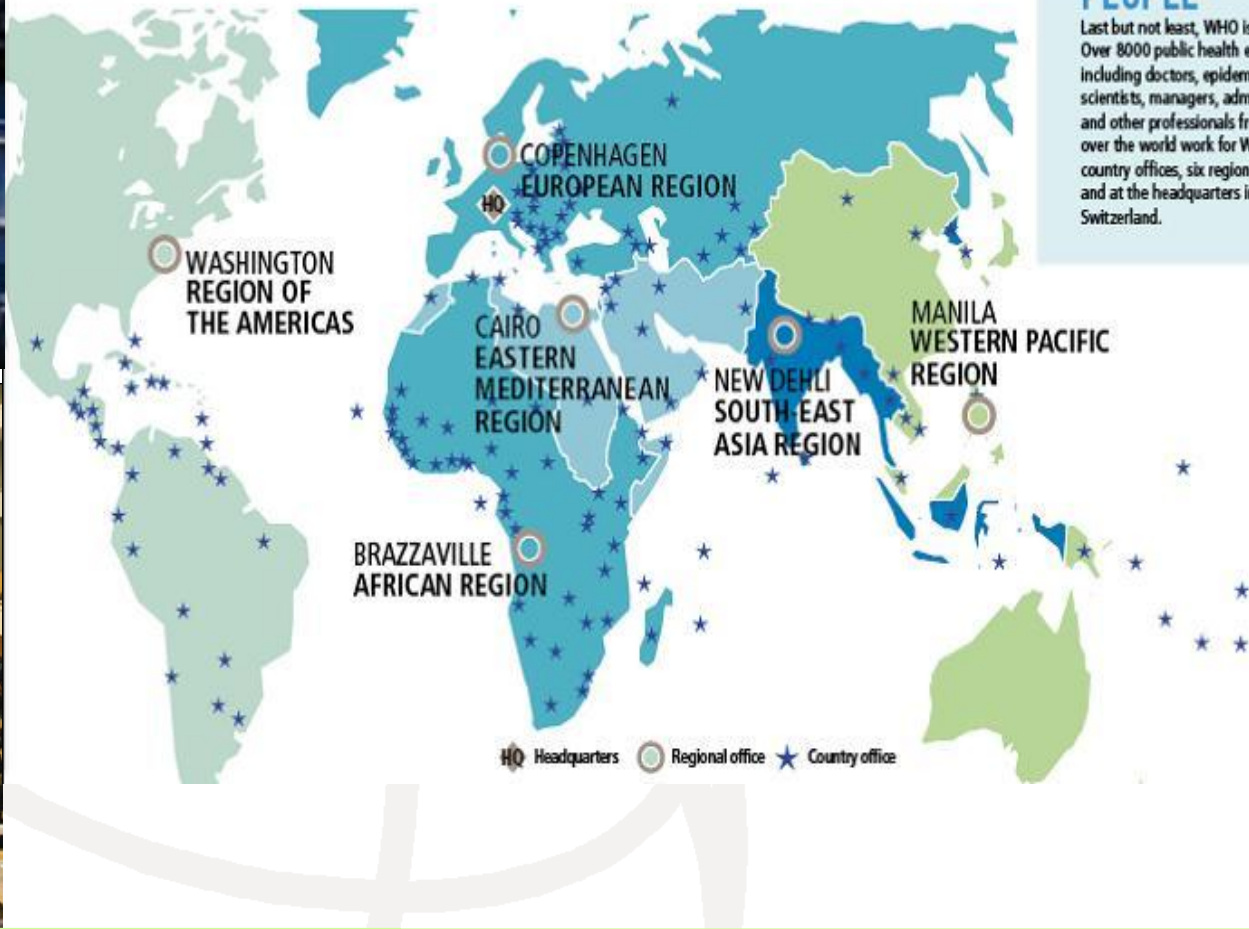 PEOPLE
Last but not least, WHO is
Over 8000 public health e
including doctors, epidem
scientists, managers, adm
and other professionals fr
over the world work for W
country offices, six region
and at the headquarters i
Switzerland.
COPENHAGEN
EUROPEAN REGION
HQ
WASHINGTON
REGION OF
THE AMERICAS
CAIRO
EASTERN
MEDITERRANEAN
REGION
NEW DEHLI
SOUTH-EAST
ASIA REGION
MANILA
WESTERN PACIFIC
REGION
BRAZZAVILLE
AFRICAN REGION
HQ Headquarters Regional office Country office